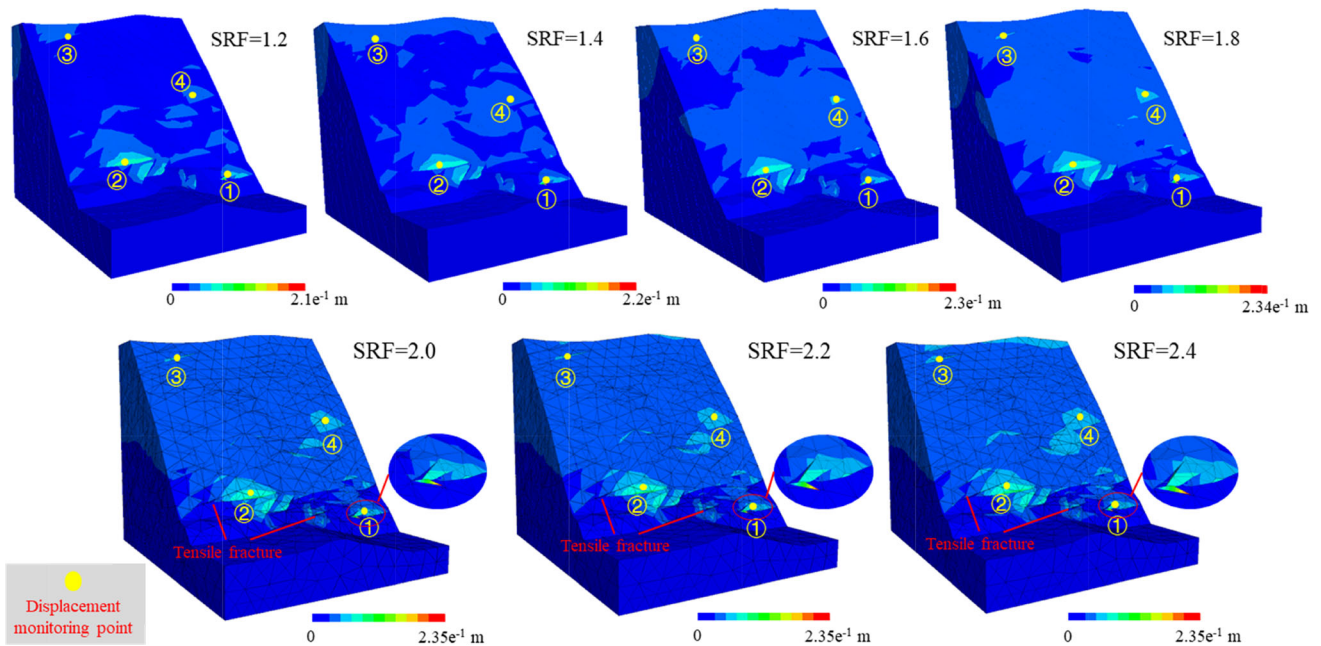 SRF=1.2
③
④
②
①
0
2.1e⁻¹ m
SRF=1.4
③
④
②
①
0
2.2e⁻¹ m
SRF=1.6
③
④
②
①
0
2.3e⁻¹ m
SRF=1.8
③
④
②
①
0
2.34e⁻¹ m
SRF=2.0
③
④
②
①
Tensile fracture
0
2.35e⁻¹ m
SRF=2.2
③
④
②
①
Tensile fracture
0
2.35e⁻¹ m
SRF=2.4
③
④
②
①
Tensile fracture
0
2.35e⁻¹ m
Displacement
monitoring point